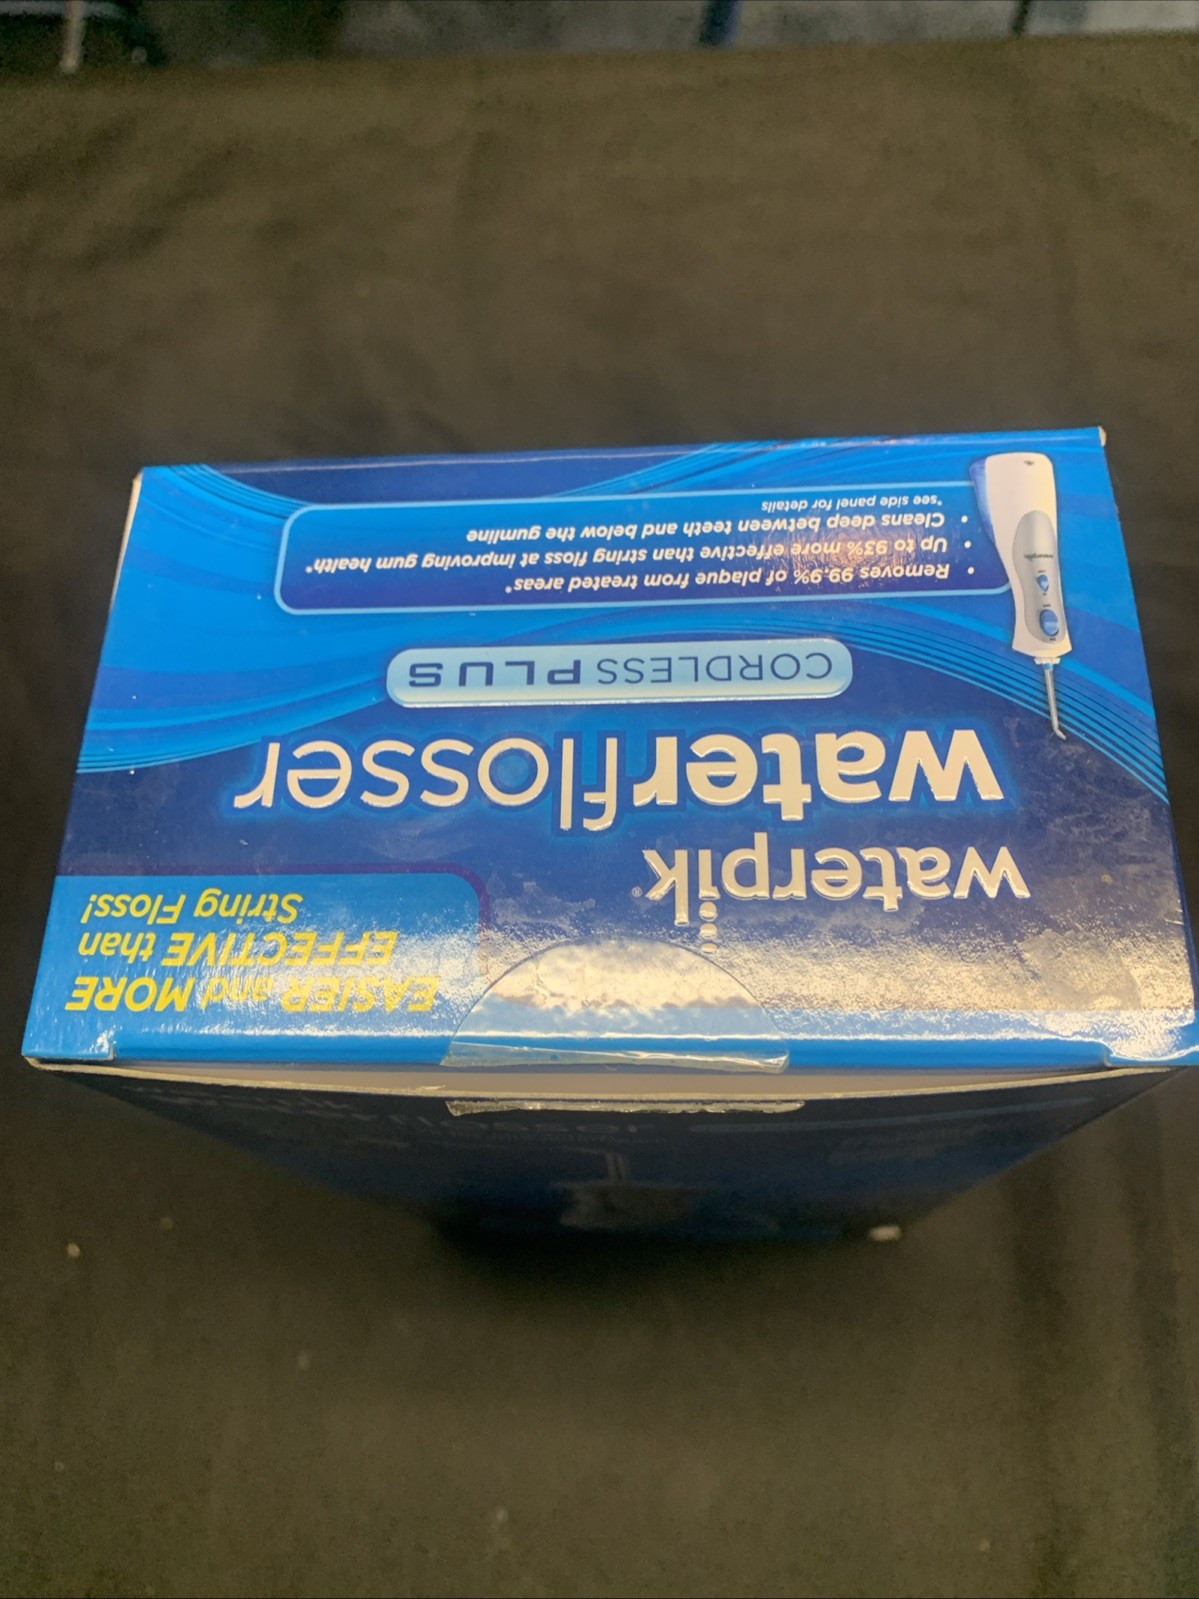 EASIER and MORE
EFFECTIVE than
String Floss!
waterpik®
waterflosser
CORDLESS PLUS
• Removes 99.9% of plaque from treated areas*
• Up to 93% more effective than string floss at improving gum health*
• Cleans deep between teeth and below the gumline
*see side panel for details
waterpik